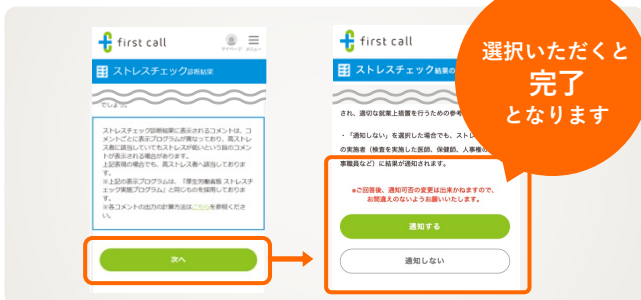 first call
マイページ メニュー
ストレスチェック診断結果
でしょう。
ストレスチェック診断結果に表示されるコメントは、コ
メントごとに表示プログラムが異なっており、高ストレ
ス者に該当していてもストレスが低いという旨のコメン
トが表示される場合があります。
上記表現の場合でも、高ストレス者へ該当しておりま
す。
※上記の表示プログラムは、「厚生労働省版 ストレスチ
ェック実施プログラム」と同じものを採用しておりま
す。
※各コメントの出力の計算方法はこちらを参照くださ
い。
次へ
first call
ストレスチェック結果の
され、適切な就業上措置を行うための参考
・「通知しない」を選択した場合でも、ストレ
の実施者（検査を実施した医師、保健師、人事権の
事職員など）に結果が通知されます。
※ご回答後、通知可否の変更は出来かねますので、
お間違えのないようお願いいたします。
通知する
通知しない
選択いただくと
完了
となります